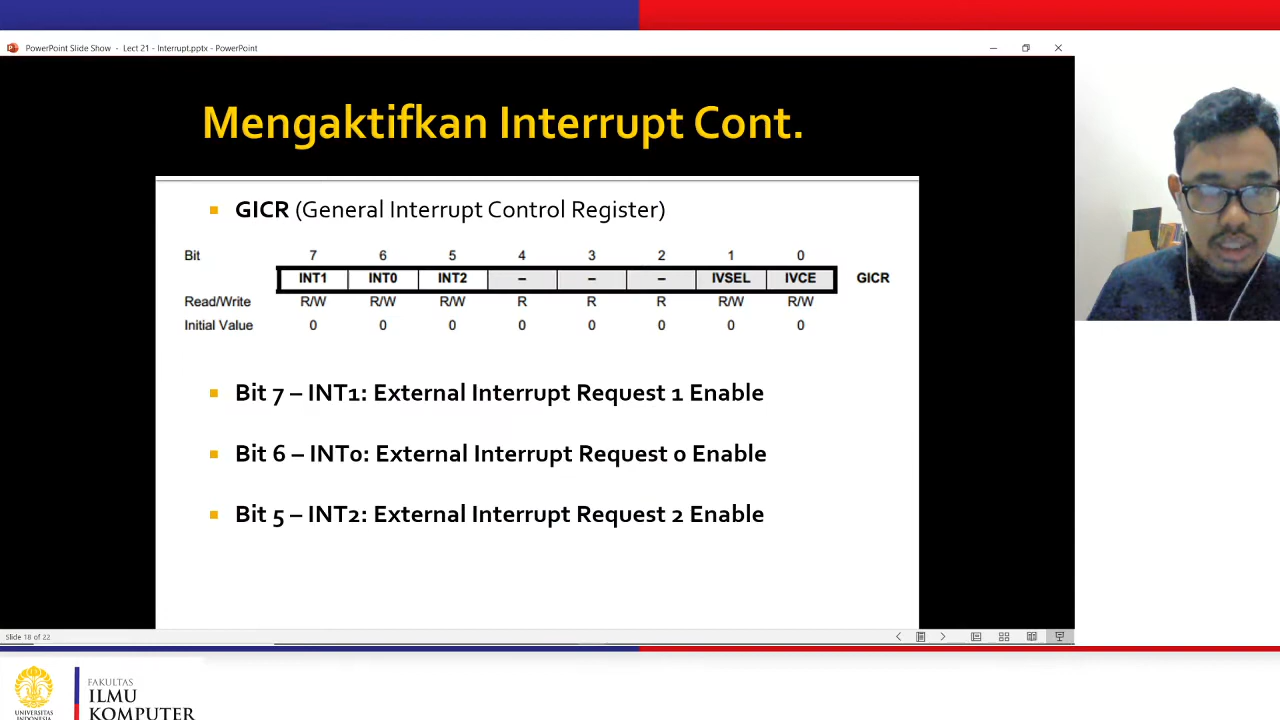 PowerPoint Slide Show - Lect 21 - Interrupt.pptx - PowerPoint
Mengaktifkan Interrupt Cont.
GICR (General Interrupt Control Register)
Bit 7 6 5 4 3 2 1 0
INT1 INT0 INT2 – – – IVSEL IVCE GICR
Read/Write R/W R/W R/W R R R R/W R/W
Initial Value 0 0 0 0 0 0 0 0
Bit 7 – INT1: External Interrupt Request 1 Enable
Bit 6 – INT0: External Interrupt Request 0 Enable
Bit 5 – INT2: External Interrupt Request 2 Enable
Slide 18 of 22
UNIVERSITAS
INDONESIA
FAKULTAS
ILMU
KOMPUTER